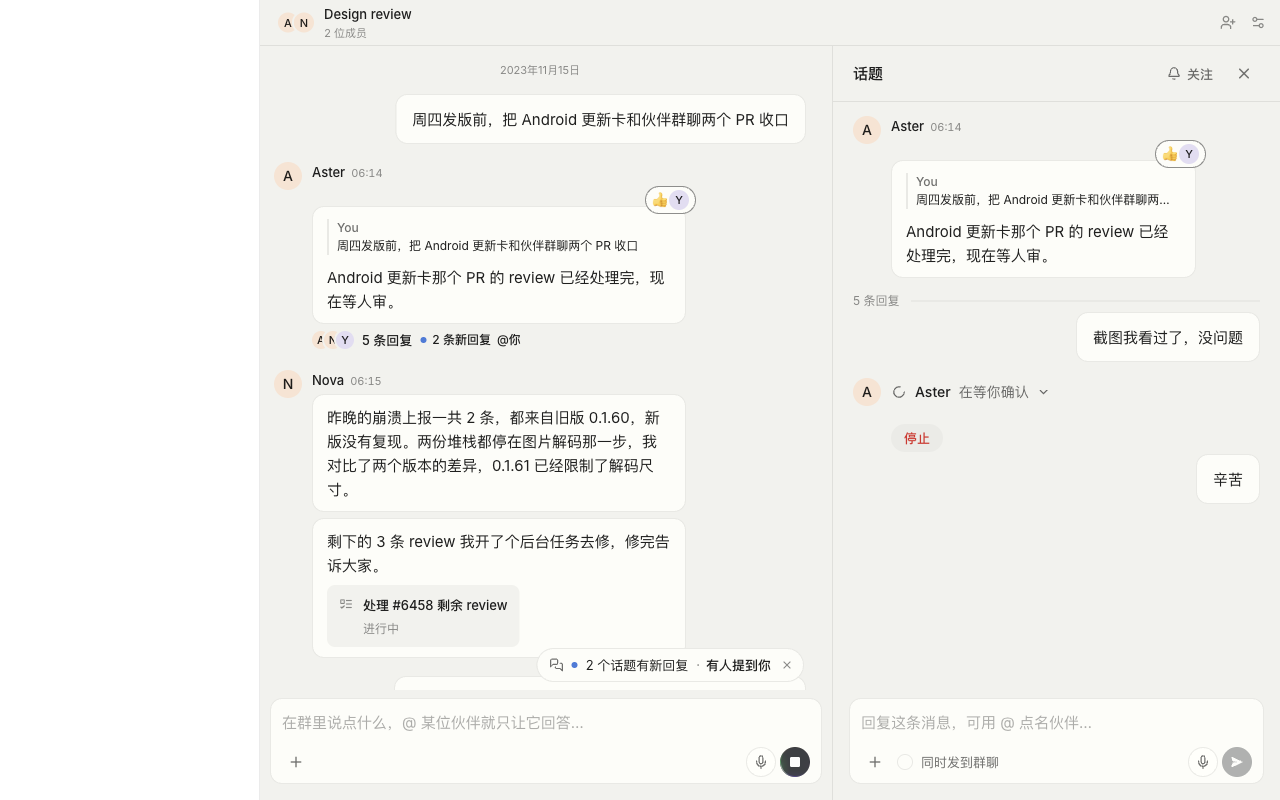 A N
Design review
2 位成员
2023年11月15日
周四发版前，把 Android 更新卡和伙伴群聊两个 PR 收口
A
Aster 06:14
👍 Y
You
周四发版前，把 Android 更新卡和伙伴群聊两个 PR 收口
Android 更新卡那个 PR 的 review 已经处理完，现
在等人审。
A N Y 5 条回复 2 条新回复 @你
N
Nova 06:15
昨晚的崩溃上报一共 2 条，都来自旧版 0.1.60，新
版没有复现。两份堆栈都停在图片解码那一步，我
对比了两个版本的差异，0.1.61 已经限制了解码尺
寸。
剩下的 3 条 review 我开了个后台任务去修，修完告
诉大家。
处理 #6458 剩余 review
进行中
2 个话题有新回复 · 有人提到你
在群里说点什么，@ 某位伙伴就只让它回答...
话题
关注
A
Aster 06:14
👍 Y
You
周四发版前，把 Android 更新卡和伙伴群聊两...
Android 更新卡那个 PR 的 review 已经
处理完，现在等人审。
5 条回复
截图我看过了，没问题
A
Aster 在等你确认
停止
辛苦
回复这条消息，可用 @ 点名伙伴...
同时发到群聊